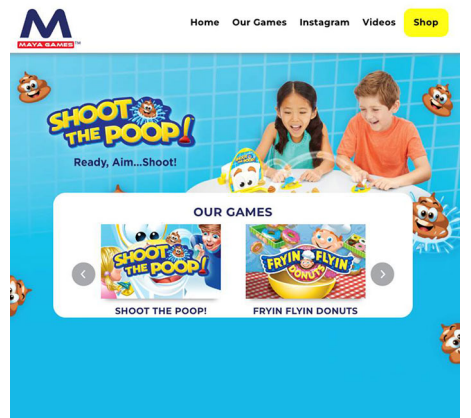 Home Our Games Instagram Videos Shop
M
MAYA GAMES™
SHOOT
THE POOP!
Ready, Aim...Shoot!
OUR GAMES
SHOOT
THE POOP!
FRYIN FLYIN
DONUTS
SHOOT THE POOP!
FRYIN FLYIN DONUTS